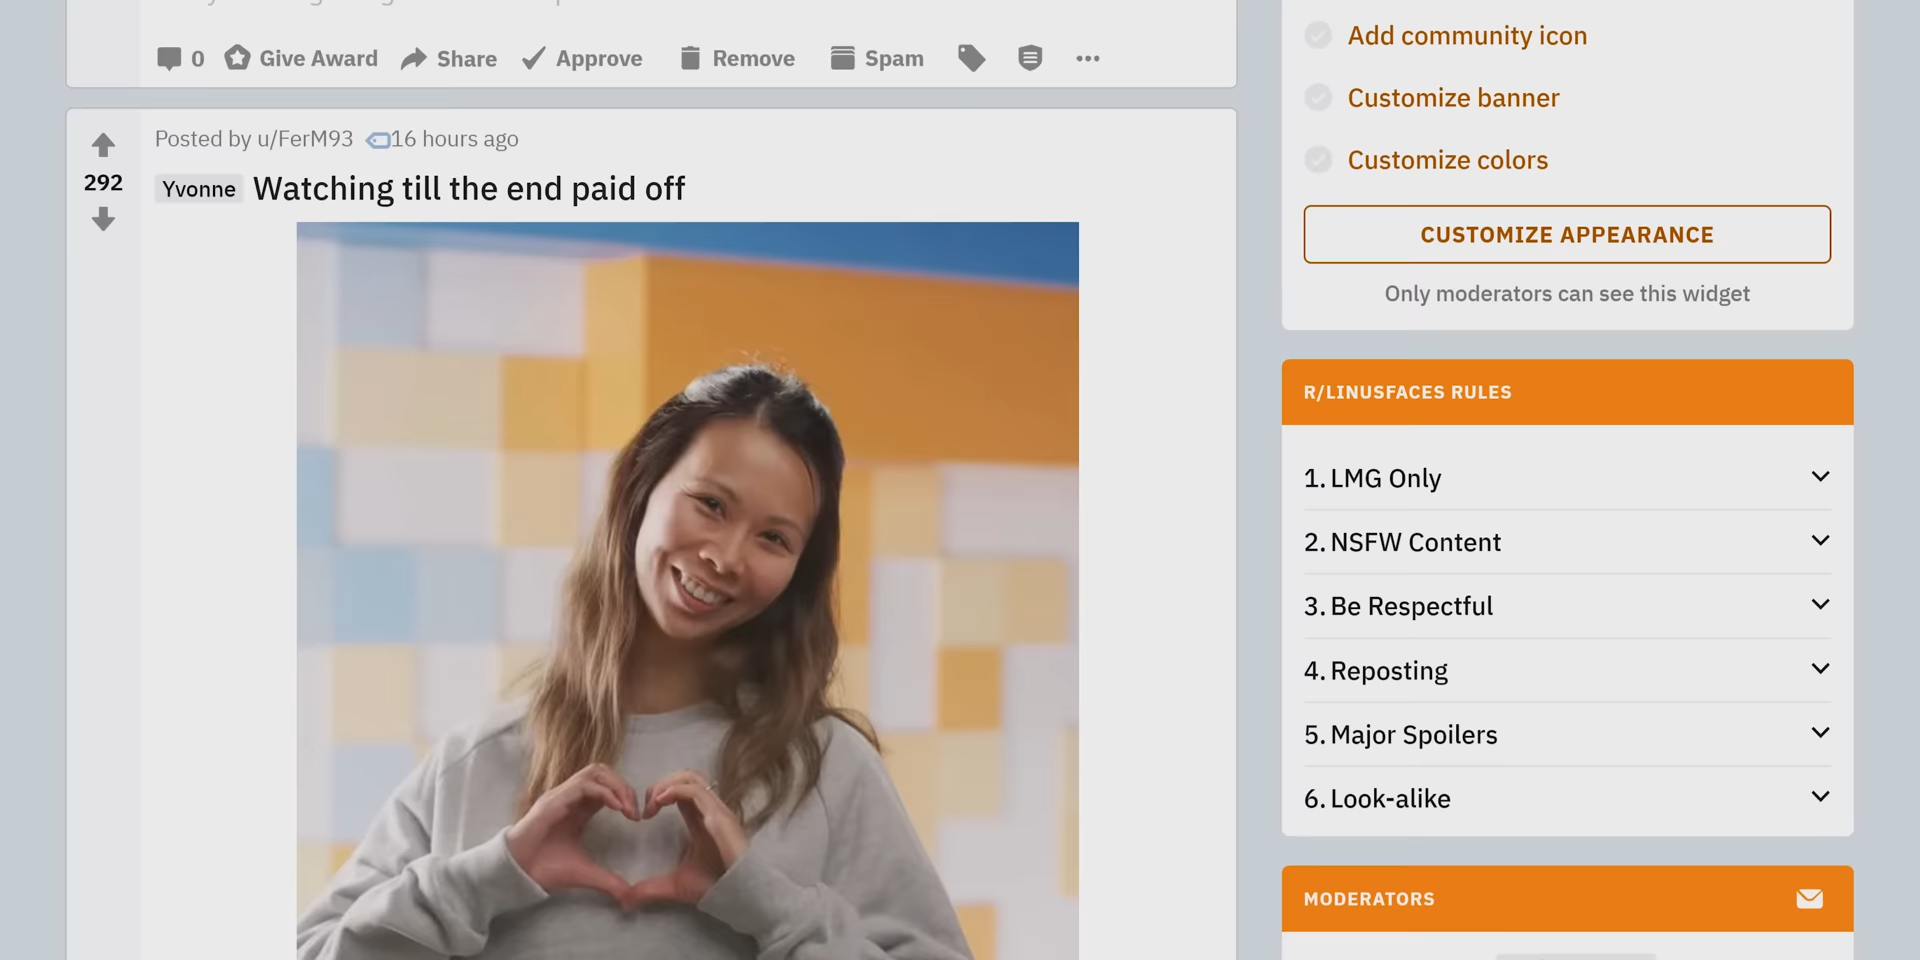 0 Give Award Share Approve Remove Spam
Posted by u/FerM93 16 hours ago
292
Yvonne Watching till the end paid off
Add community icon
Customize banner
Customize colors
CUSTOMIZE APPEARANCE
Only moderators can see this widget
R/LINUSFACES RULES
1. LMG Only
2. NSFW Content
3. Be Respectful
4. Reposting
5. Major Spoilers
6. Look-alike
MODERATORS